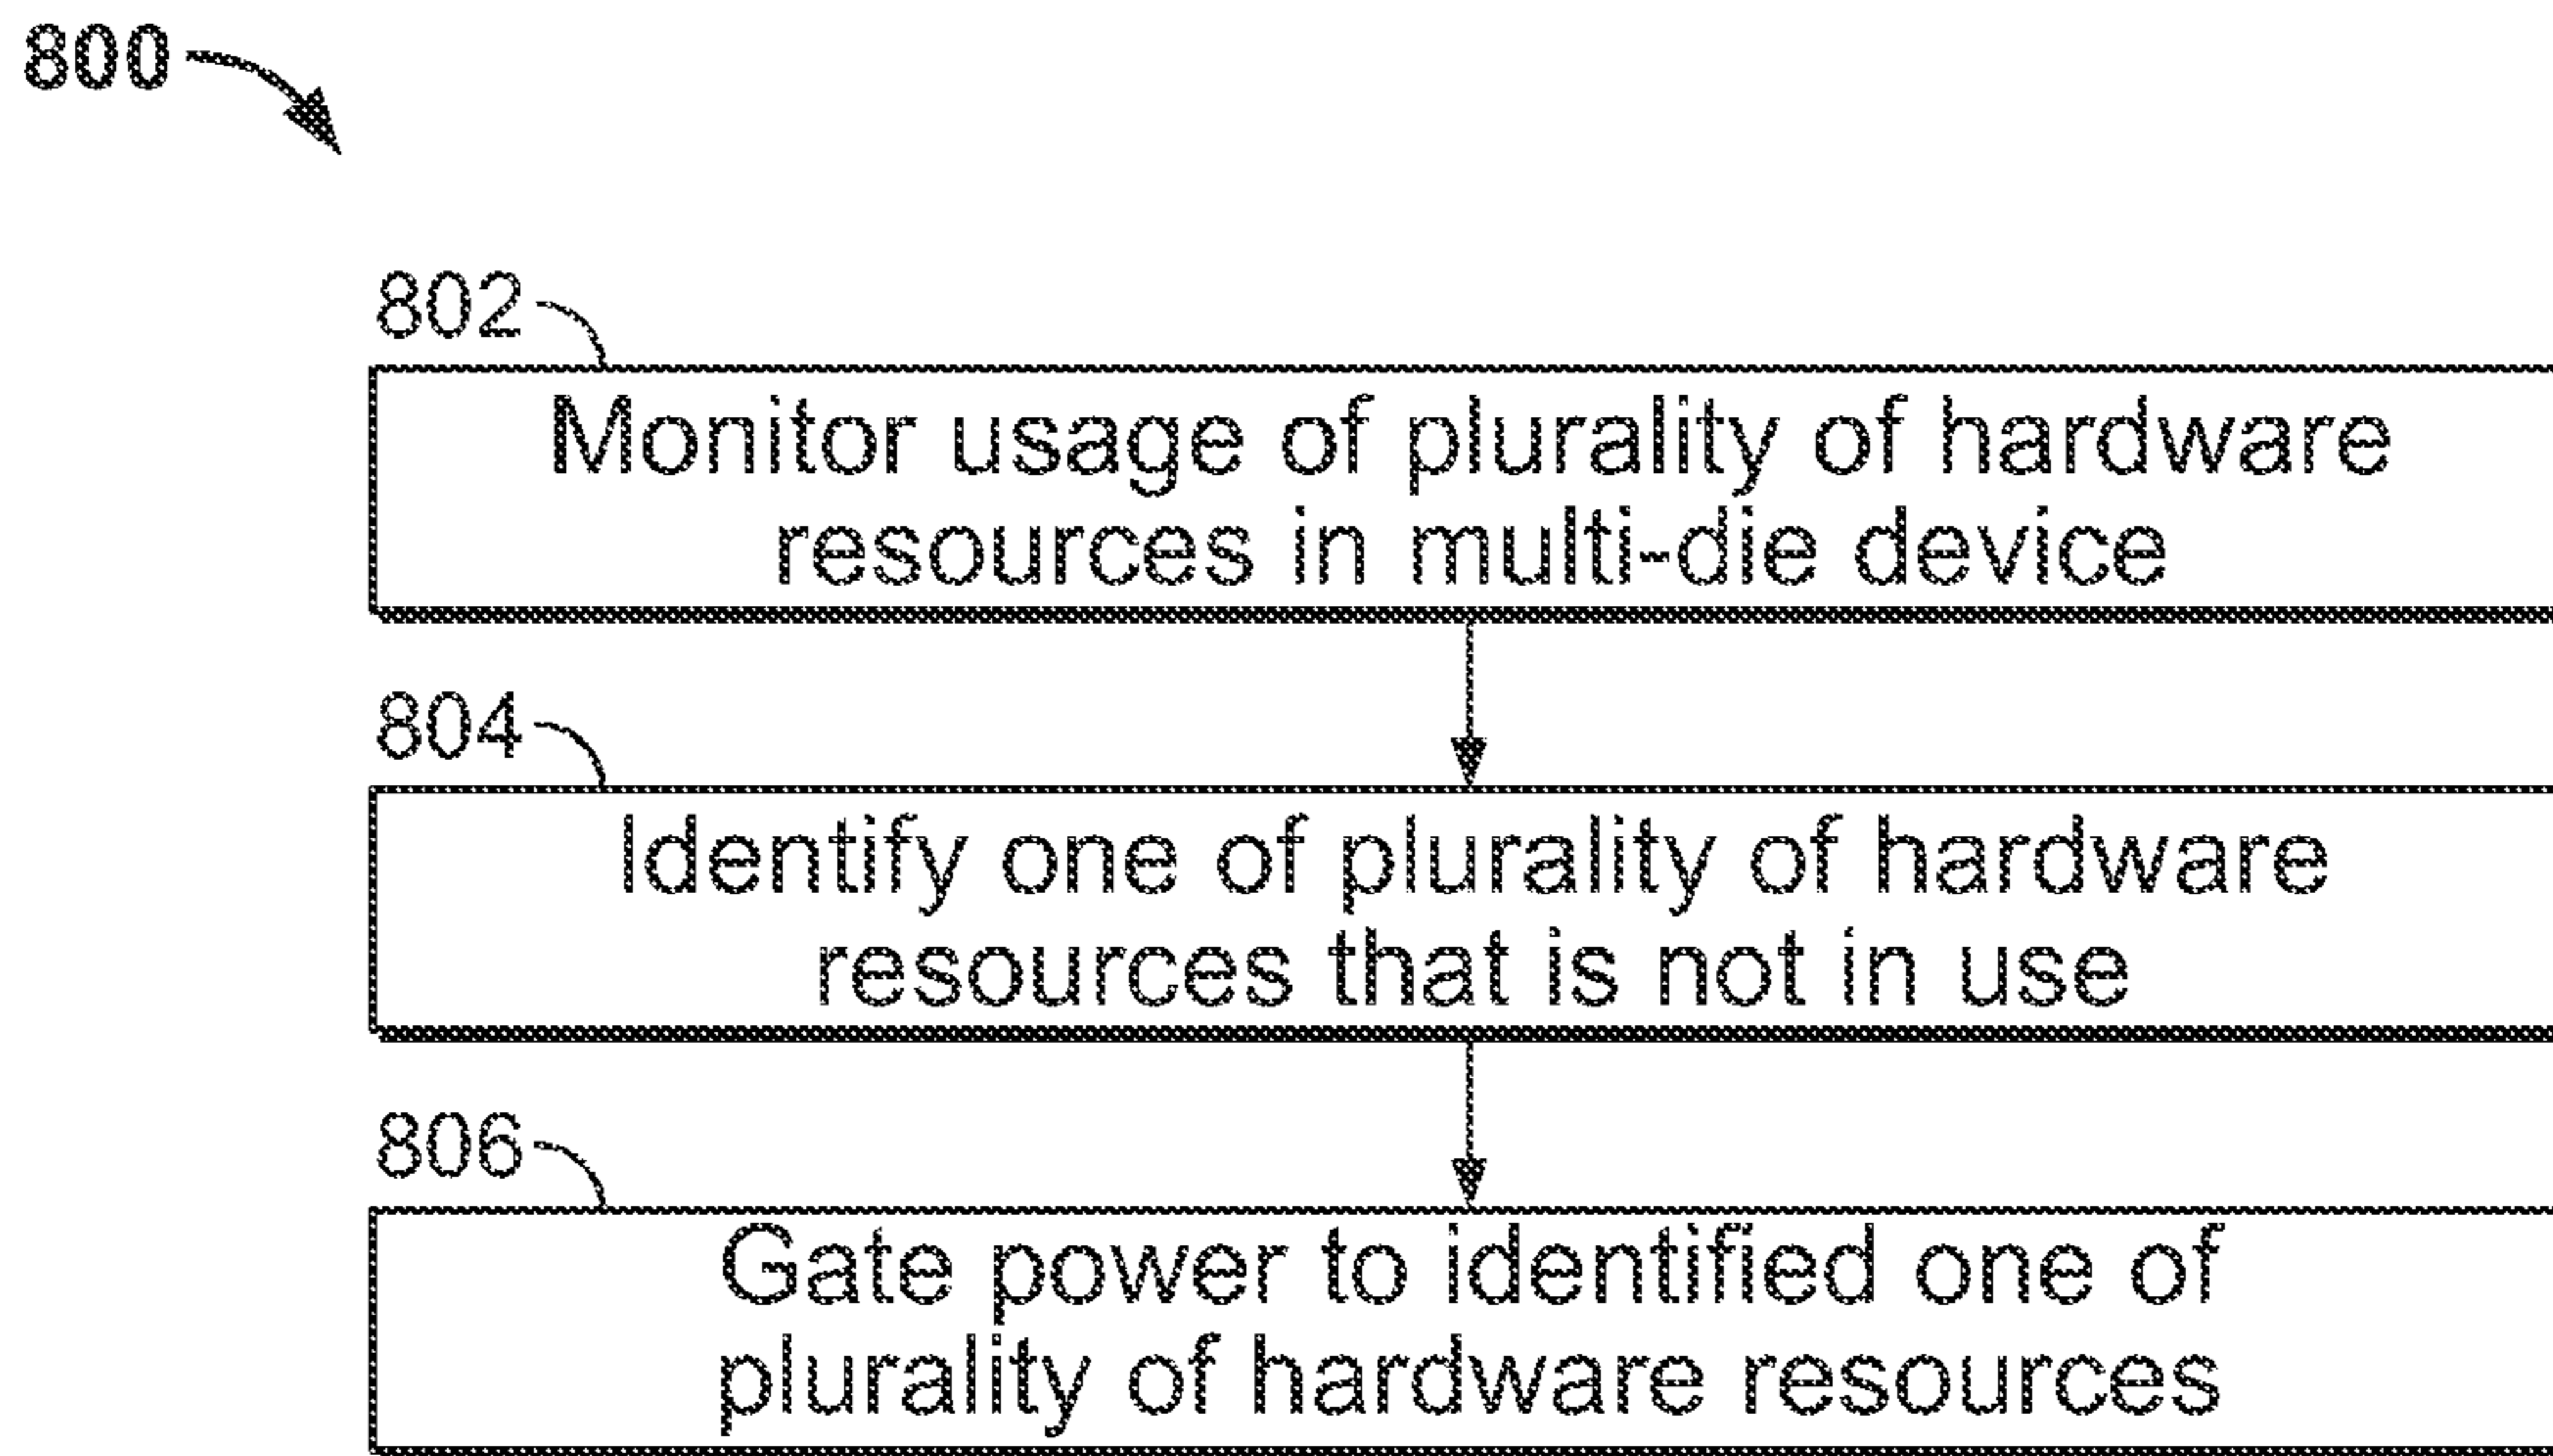 800
802
Monitor usage of plurality of hardware
resources in multi-die device
804
Identify one of plurality of hardware
resources that is not in use
806
Gate power to identified one of
plurality of hardware resources